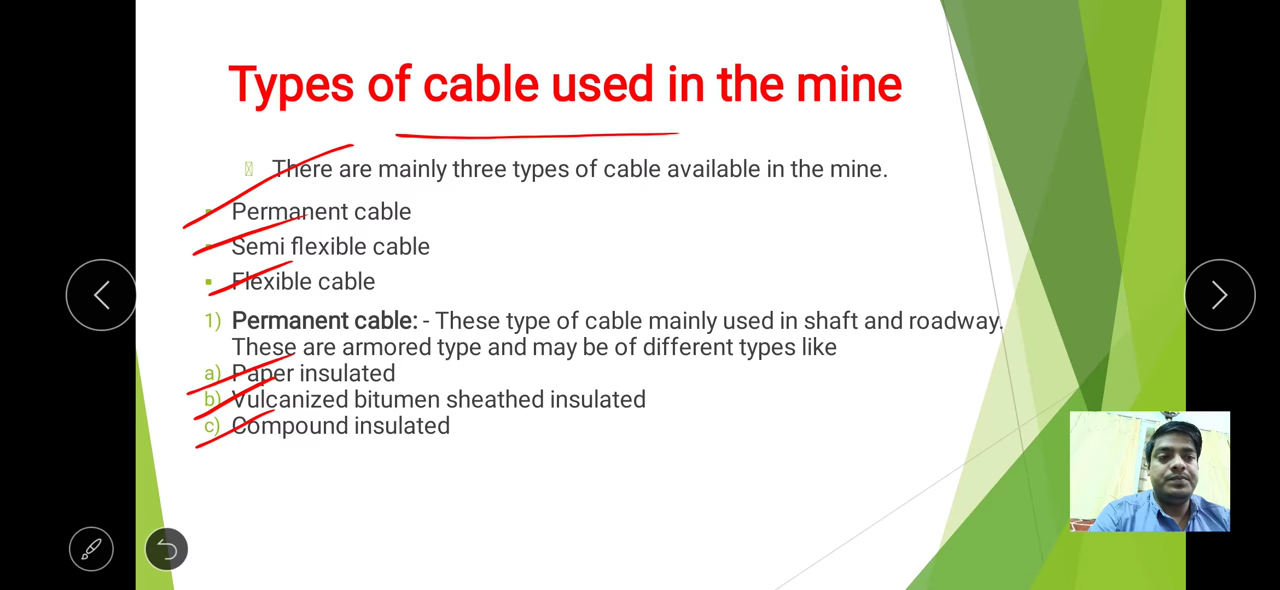 Types of cable used in the mine
There are mainly three types of cable available in the mine.
Permanent cable
Semi flexible cable
Flexible cable
1) Permanent cable: - These type of cable mainly used in shaft and roadway.
These are armored type and may be of different types like
a) Paper insulated
b) Vulcanized bitumen sheathed insulated
c) Compound insulated